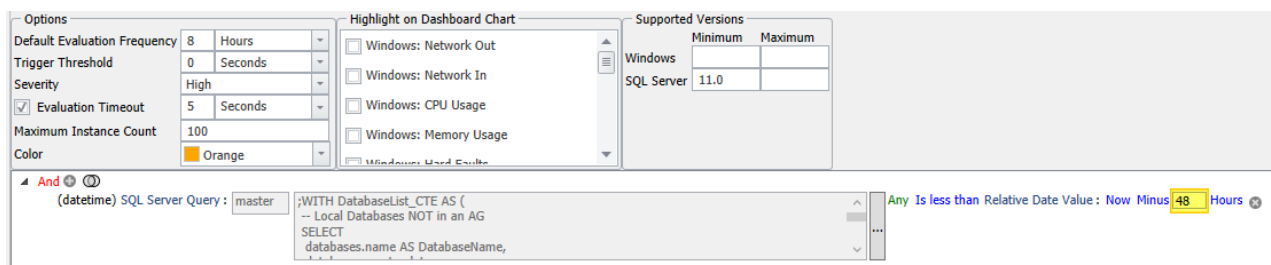 Options
Default Evaluation Frequency 8 Hours
Trigger Threshold 0 Seconds
Severity High
Evaluation Timeout 5 Seconds
Maximum Instance Count 100
Color Orange
Highlight on Dashboard Chart
Windows: Network Out
Windows: Network In
Windows: CPU Usage
Windows: Memory Usage
Windows: Hard Faults
Supported Versions
Minimum Maximum
Windows
SQL Server 11.0
And
(datetime) SQL Server Query : master ;WITH DatabaseList_CTE AS ( ... Any Is less than Relative Date Value : Now Minus 48 Hours
-- Local Databases NOT in an AG
SELECT
databases.name AS DatabaseName,